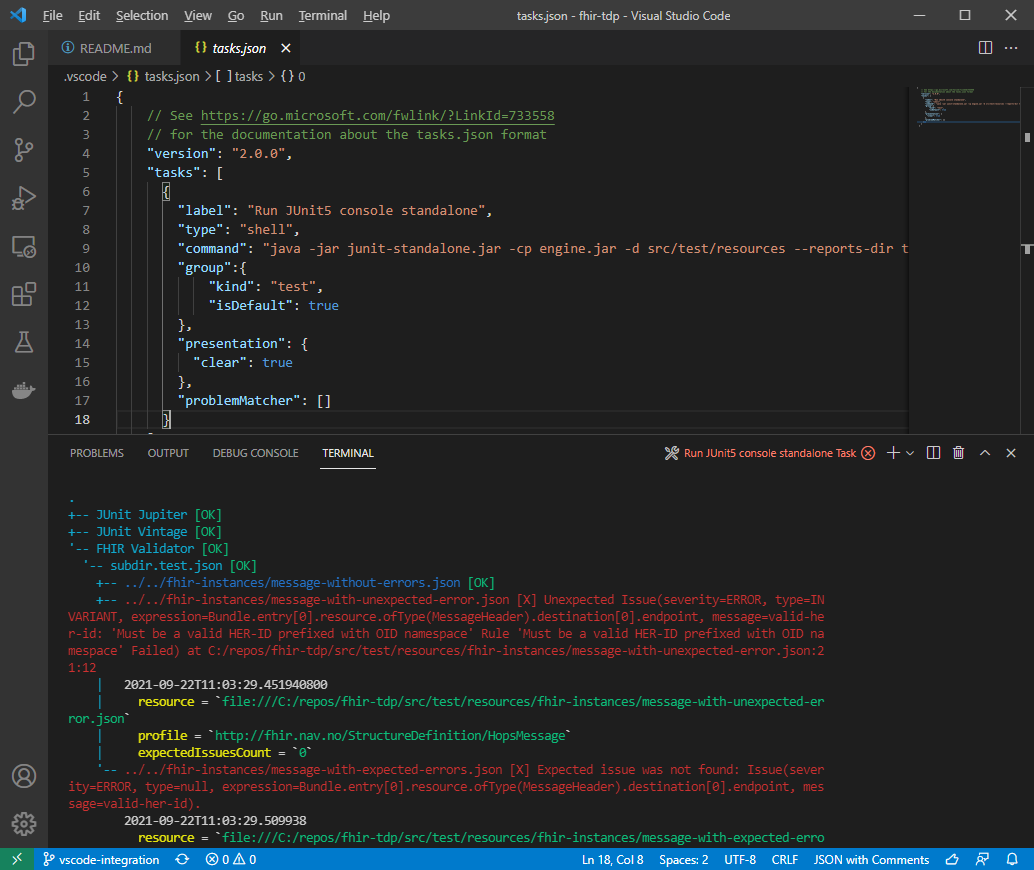 File Edit Selection View Go Run Terminal Help tasks.json - fhir-tdp - Visual Studio Code
README.md {} tasks.json
.vscode > {} tasks.json > [ ] tasks > {} 0
1 {
2 // See https://go.microsoft.com/fwlink/?LinkId=733558
3 // for the documentation about the tasks.json format
4 "version": "2.0.0",
5 "tasks": [
6 {
7 "label": "Run JUnit5 console standalone",
8 "type": "shell",
9 "command": "java -jar junit-standalone.jar -cp engine.jar -d src/test/resources --reports-dir t
10 "group":{
11 "kind": "test",
12 "isDefault": true
13 },
14 "presentation": {
15 "clear": true
16 },
17 "problemMatcher": []
18 }
PROBLEMS OUTPUT DEBUG CONSOLE TERMINAL Run JUnit5 console standalone Task
.
+-- JUnit Jupiter [OK]
+-- JUnit Vintage [OK]
'-- FHIR Validator [OK]
'-- subdir.test.json [OK]
+-- ../../fhir-instances/message-without-errors.json [OK]
+-- ../../fhir-instances/message-with-unexpected-error.json [X] Unexpected Issue(severity=ERROR, type=IN
VARIANT, expression=Bundle.entry[0].resource.ofType(MessageHeader).destination[0].endpoint, message=valid-he
r-id: 'Must be a valid HER-ID prefixed with OID namespace' Rule 'Must be a valid HER-ID prefixed with OID na
mespace' Failed) at C:/repos/fhir-tdp/src/test/resources/fhir-instances/message-with-unexpected-error.json:2
1:12
| 2021-09-22T11:03:29.451940800
| resource = `file:///C:/repos/fhir-tdp/src/test/resources/fhir-instances/message-with-unexpected-er
ror.json`
| profile = `http://fhir.nav.no/StructureDefinition/HopsMessage`
| expectedIssuesCount = `0`
'-- ../../fhir-instances/message-with-expected-errors.json [X] Expected issue was not found: Issue(sever
ity=ERROR, type=null, expression=Bundle.entry[0].resource.ofType(MessageHeader).destination[0].endpoint, mes
sage=valid-her-id).
2021-09-22T11:03:29.509938
resource = `file:///C:/repos/fhir-tdp/src/test/resources/fhir-instances/message-with-expected-erro
vscode-integration 0 0 Ln 18, Col 8 Spaces: 2 UTF-8 CRLF JSON with Comments